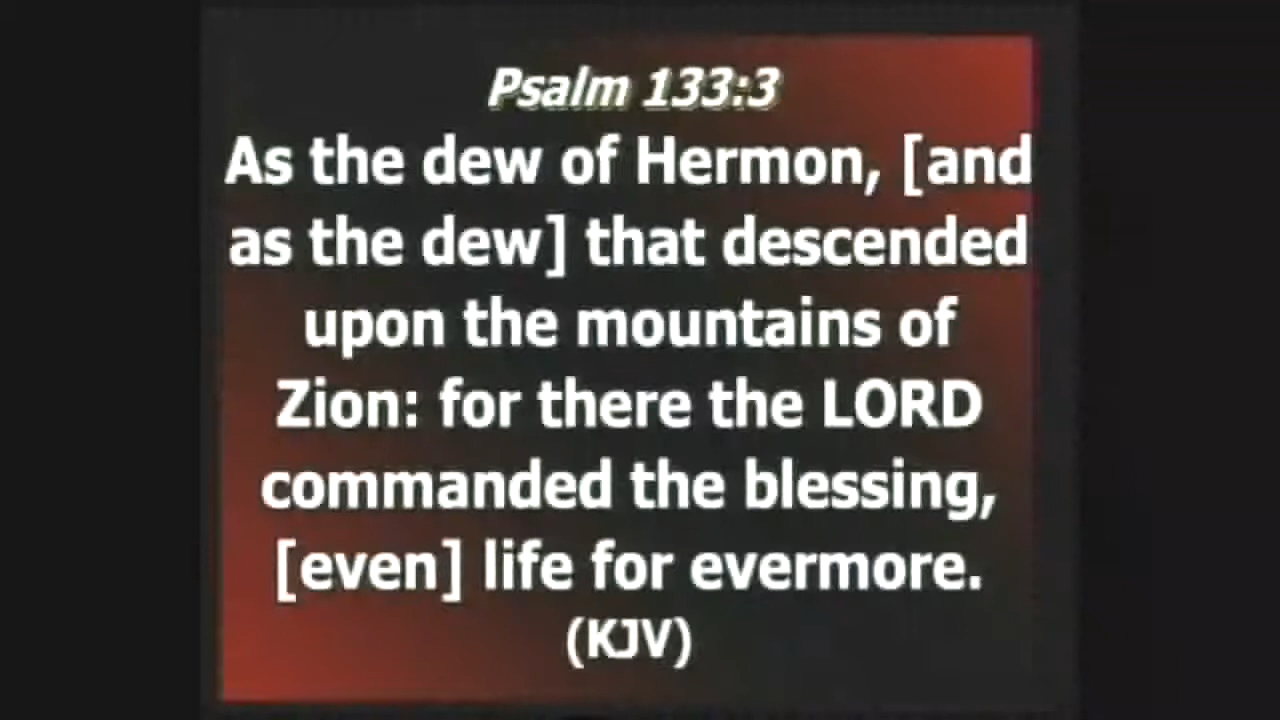 Psalm 133:3
As the dew of Hermon, [and
as the dew] that descended
upon the mountains of
Zion: for there the LORD
commanded the blessing,
[even] life for evermore.
(KJV)